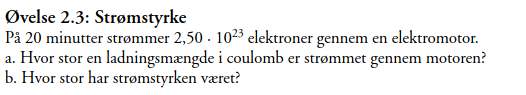 Øvelse 2.3: Strømstyrke
På 20 minutter strømmer 2,50 · 10²³ elektroner gennem en elektromotor.
a. Hvor stor en ladningsmængde i coulomb er strømmet gennem motoren?
b. Hvor stor har strømstyrken været?